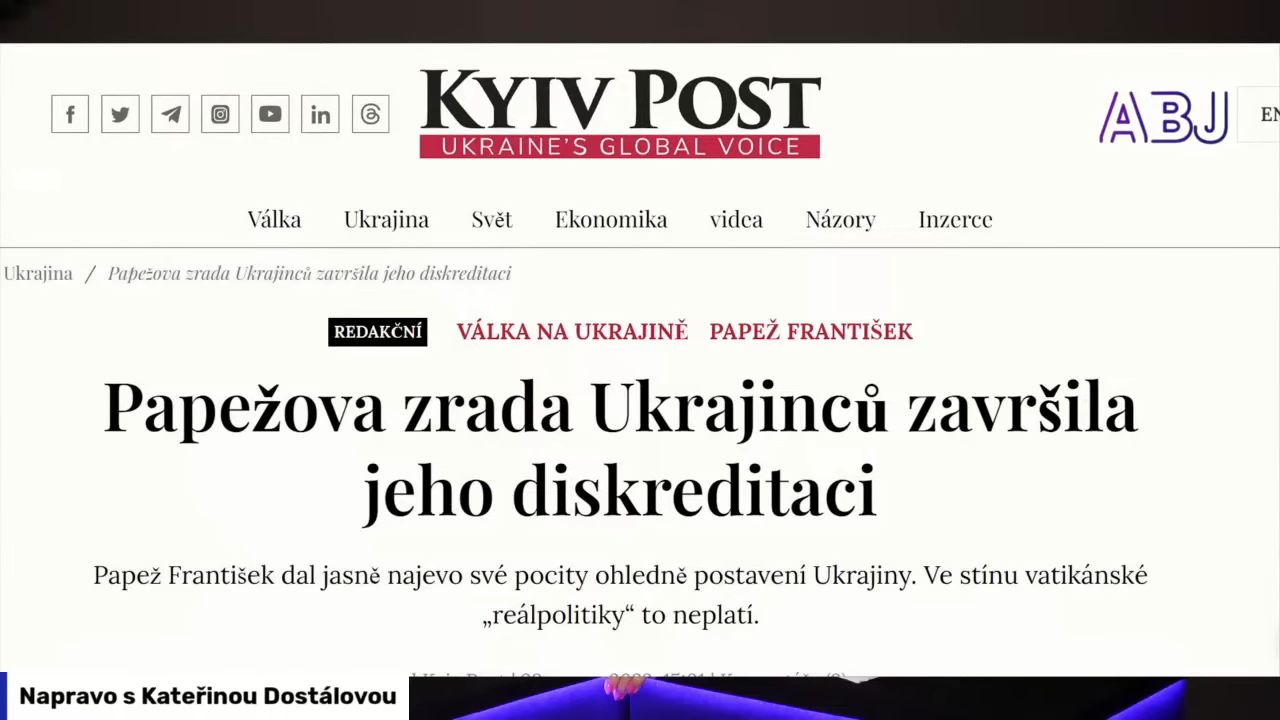 KYIV POST
UKRAINE'S GLOBAL VOICE
ABJ
EN
Válka Ukrajina Svět Ekonomika videa Názory Inzerce
Ukrajina / Papežova zrada Ukrajinců završila jeho diskreditaci
REDAKČNÍ VÁLKA NA UKRAJINĚ PAPEŽ FRANTIŠEK
Papežova zrada Ukrajinců završila
jeho diskreditaci
Papež František dal jasně najevo své pocity ohledně postavení Ukrajiny. Ve stínu vatikánské
„reálpolitiky“ to neplatí.
Napravo s Kateřinou Dostálovou